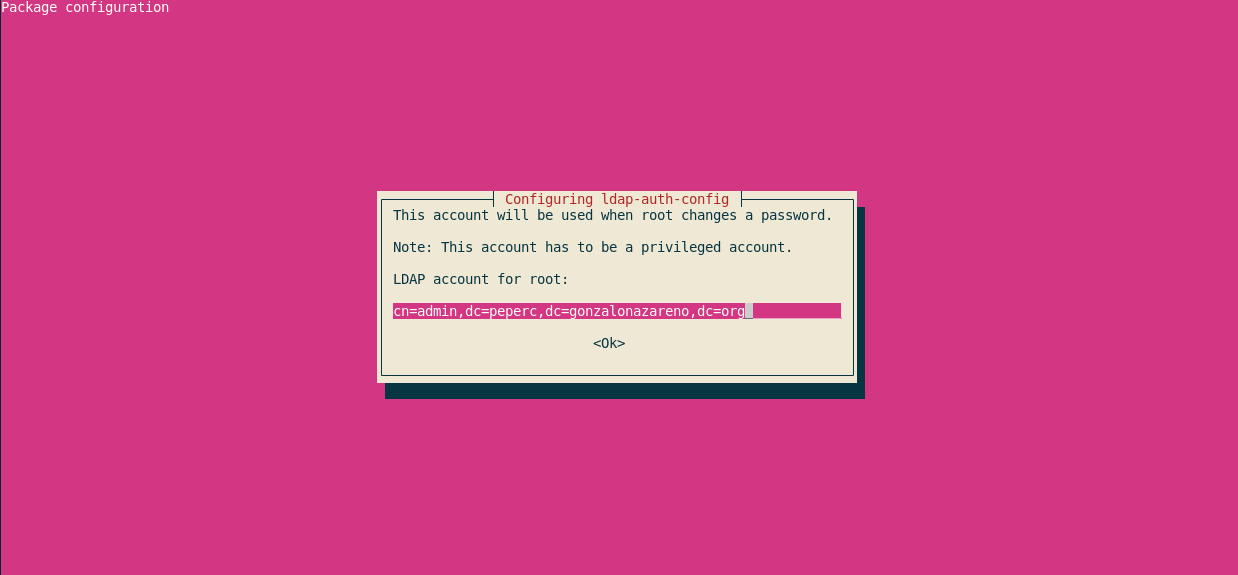 Package configuration
Configuring ldap-auth-config
This account will be used when root changes a password.
Note: This account has to be a privileged account.
LDAP account for root:
cn=admin,dc=peperc,dc=gonzalonazareno,dc=org
<Ok>